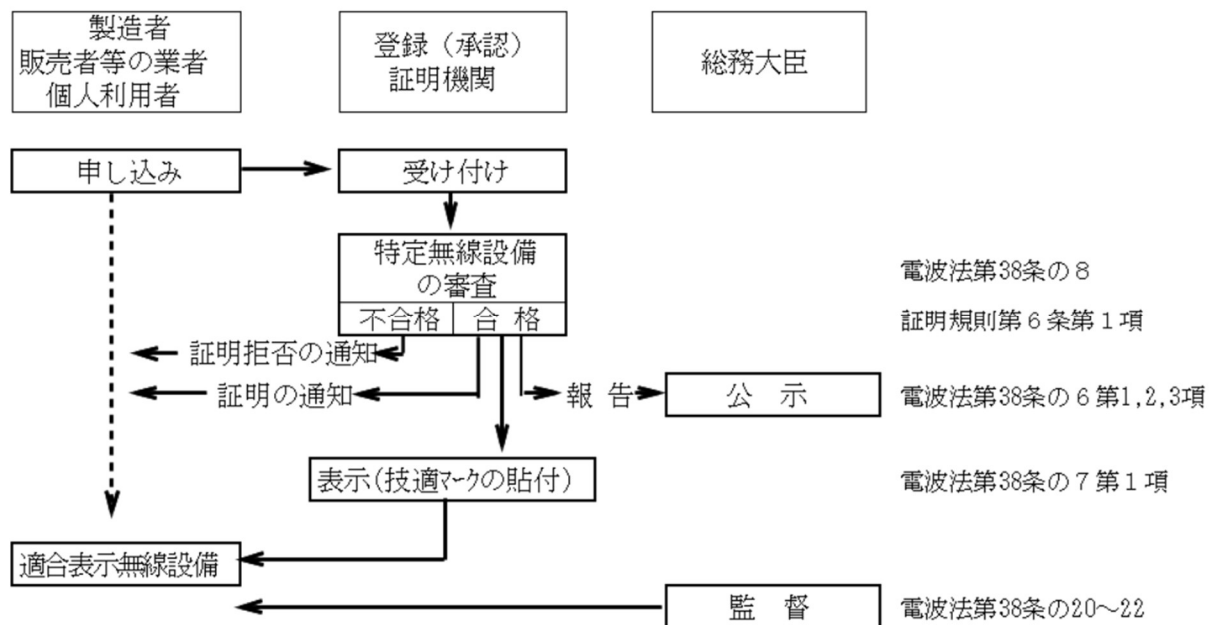 製造者
販売者等の業者
個人利用者
登録（承認）
証明機関
総務大臣
申し込み
受け付け
特定無線設備
の審査
電波法第38条の８
不合格
合 格
証明規則第６条第１項
証明拒否の通知
証明の通知
報 告
公 示
電波法第38条の６第1,2,3項
表示(技適ﾏｰｸの貼付)
電波法第38条の７第１項
適合表示無線設備
監 督
電波法第38条の20～22